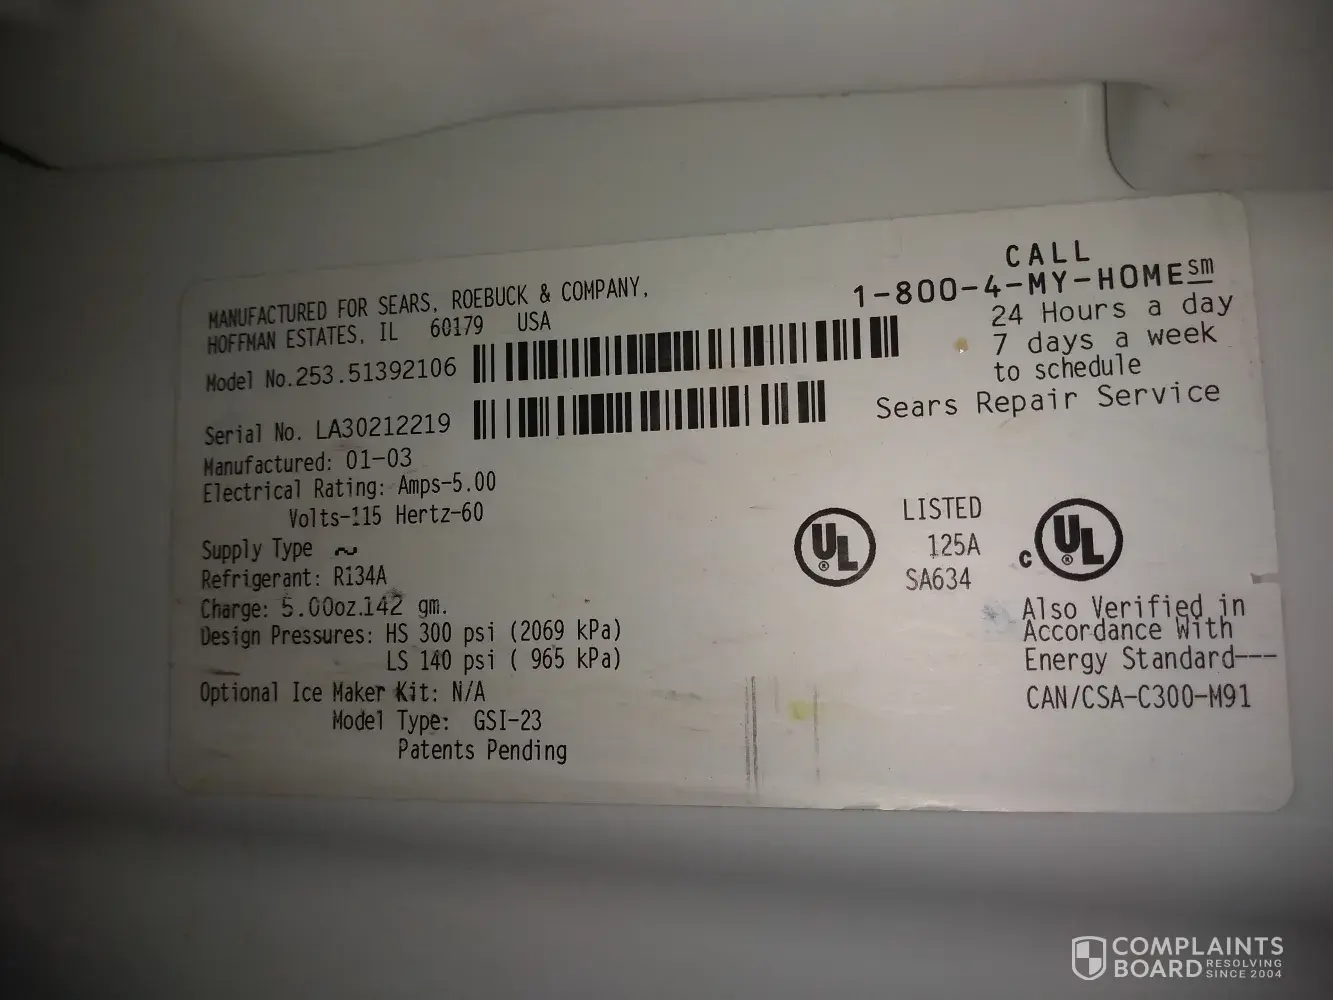 MANUFACTURED FOR SEARS, ROEBUCK & COMPANY,
HOFFMAN ESTATES, IL 60179 USA
Model No.253.51392106
Serial No. LA30212219
Manufactured: 01-03
Electrical Rating: Amps-5.00
Volts-115 Hertz-60
Supply Type ~
Refrigerant: R134A
Charge: 5.00oz.142 gm.
Design Pressures: HS 300 psi (2069 kPa)
LS 140 psi ( 965 kPa)
Optional Ice Maker Kit: N/A
Model Type: GSI-23
Patents Pending
CALL
1-800-4-MY-HOME℠
24 Hours a day
7 days a week
to schedule
Sears Repair Service
UL®
LISTED
125A
SA634
c UL®
Also Verified in
Accordance With
Energy Standard---
CAN/CSA-C300-M91
COMPLAINTS
BOARD RESOLVING
SINCE 2004